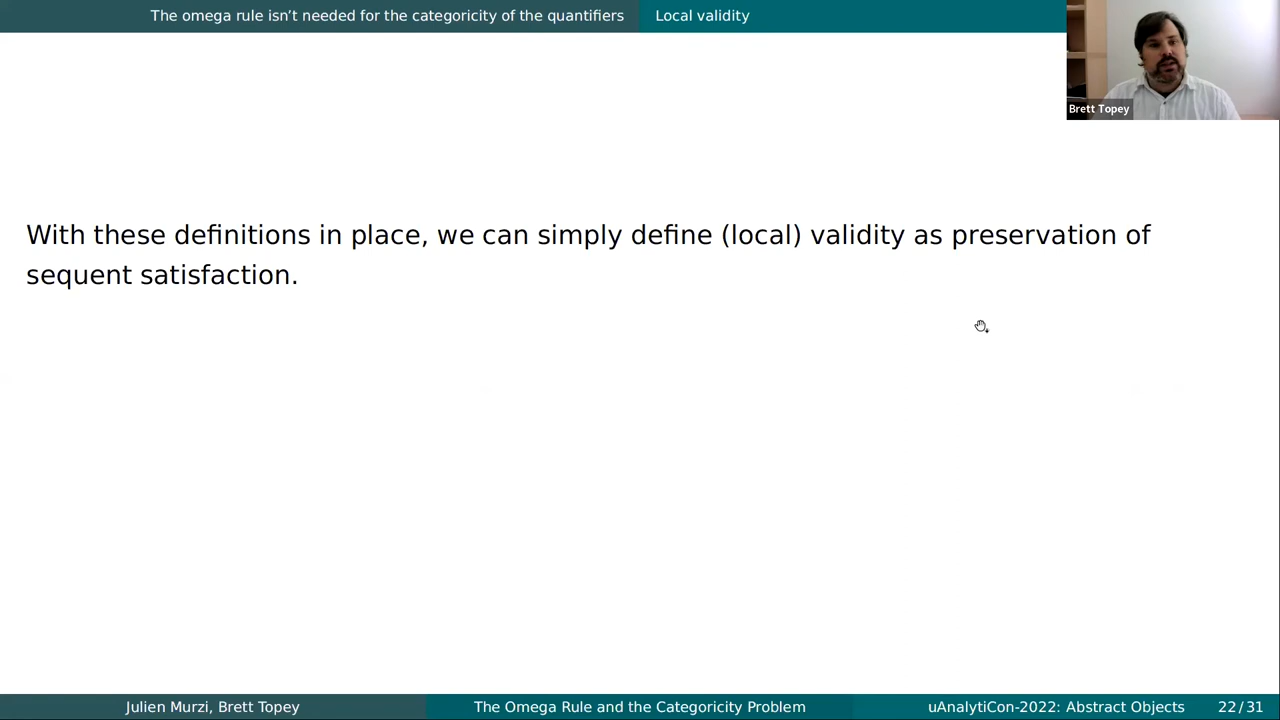 The omega rule isn't needed for the categoricity of the quantifiers Local validity
Brett Topey
With these definitions in place, we can simply define (local) validity as preservation of
sequent satisfaction.
Julien Murzi, Brett Topey The Omega Rule and the Categoricity Problem uAnalytiCon-2022: Abstract Objects 22/31